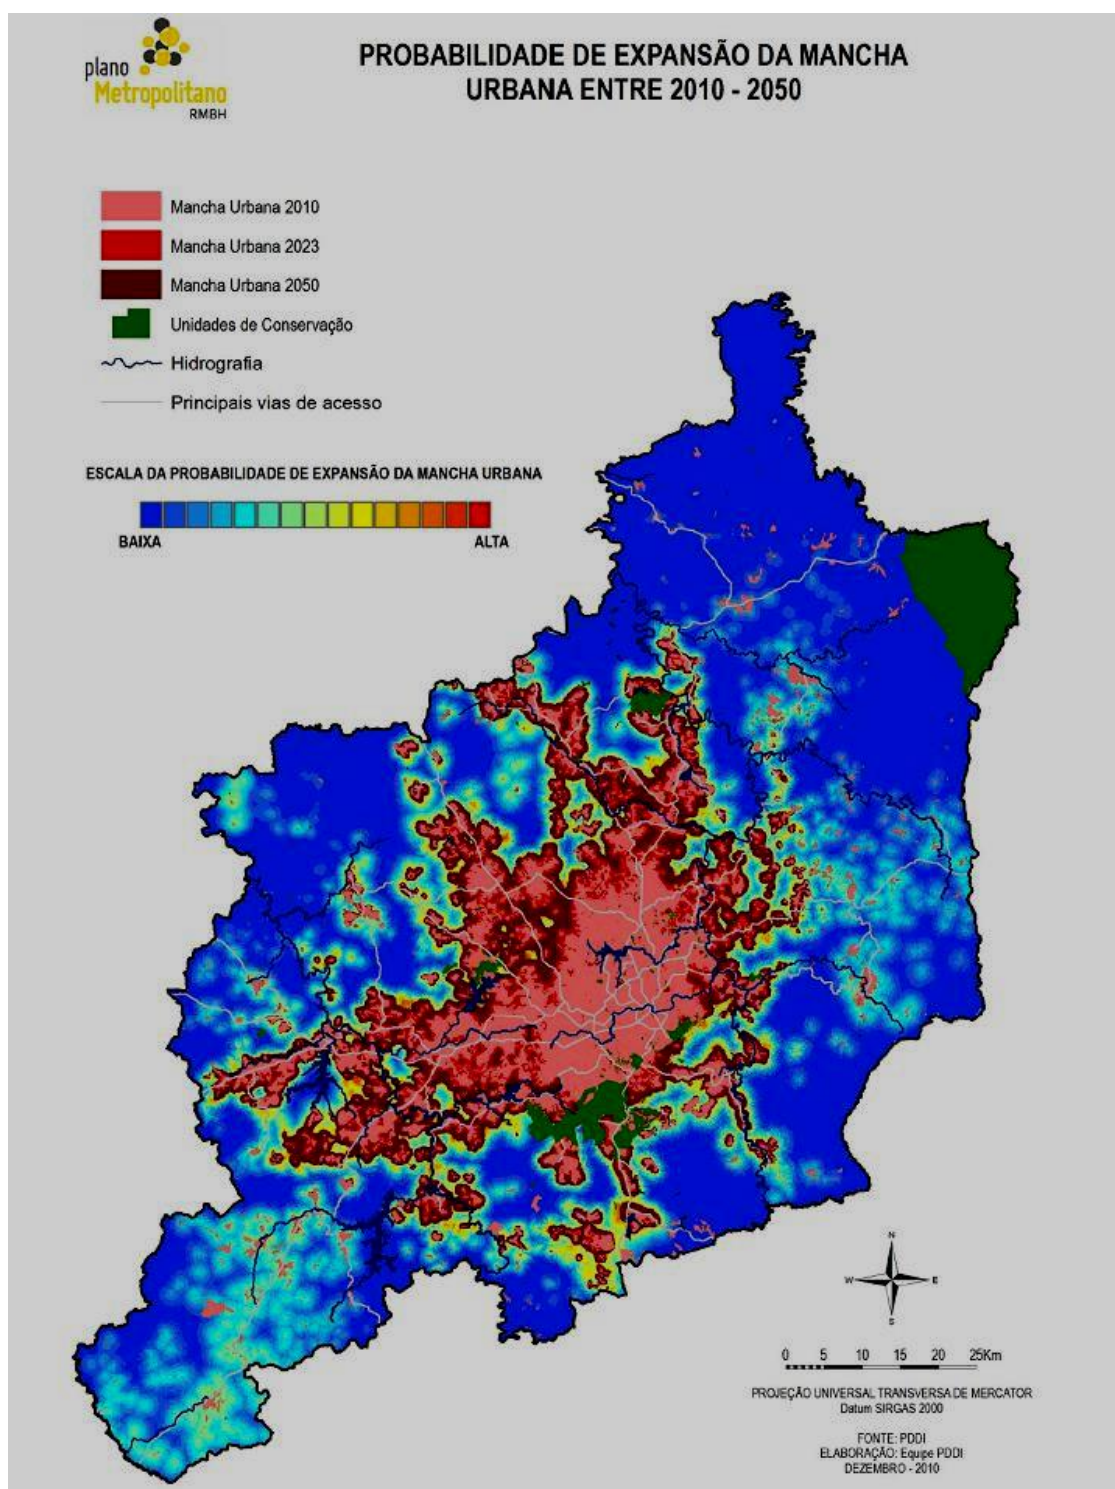 plano
Metropolitano
RMBH
PROBABILIDADE DE EXPANSÃO DA MANCHA
URBANA ENTRE 2010 - 2050
Mancha Urbana 2010
Mancha Urbana 2023
Mancha Urbana 2050
Unidades de Conservação
Hidrografia
Principais vias de acesso
ESCALA DA PROBABILIDADE DE EXPANSÃO DA MANCHA URBANA
BAIXA ALTA
N
W E
S
0 5 10 15 20 25Km
PROJEÇÃO UNIVERSAL TRANSVERSA DE MERCATOR
Datum SIRGAS 2000
FONTE: PDDI
ELABORAÇÃO: Equipe PDDI
DEZEMBRO - 2010